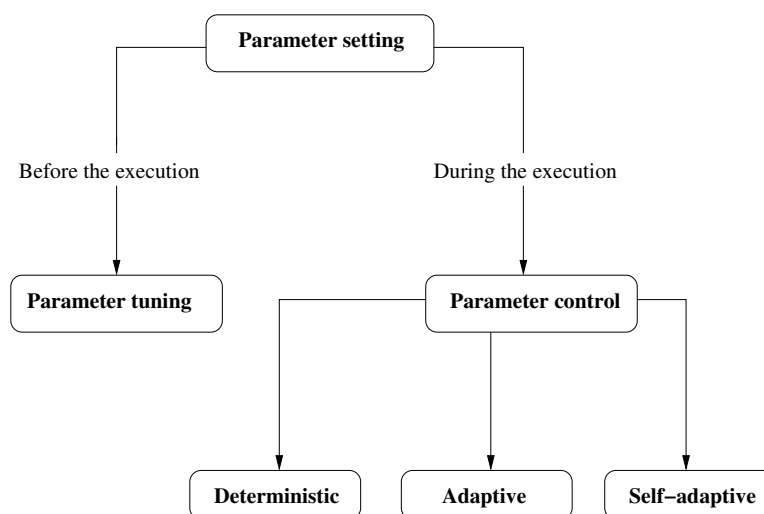 Parameter setting
Before the execution
During the execution
Parameter tuning
Parameter control
Deterministic
Adaptive
Self−adaptive